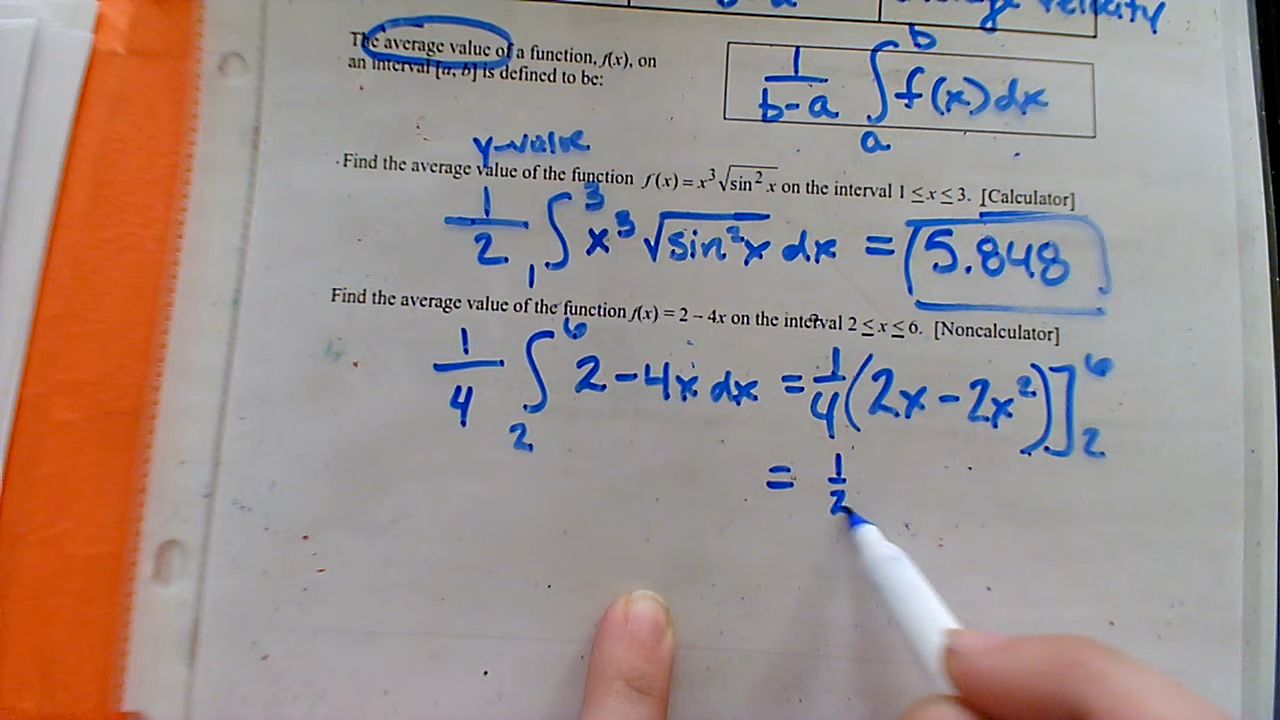 b-a
velocity
The average value of a function, f(x), on
an interval [a, b] is defined to be:
1/(b-a) ∫_a^b f(x)dx
y-value
Find the average value of the function f(x) = x³√(sin² x) on the interval 1 ≤ x ≤ 3. [Calculator]
1/2 ∫_1^3 x³ √(sin²x) dx = 5.848
Find the average value of the function f(x) = 2 – 4x on the interval 2 ≤ x ≤ 6. [Noncalculator]
1/4 ∫_2^6 2-4x dx = 1/4 (2x - 2x²)]_2^6
= 1/2